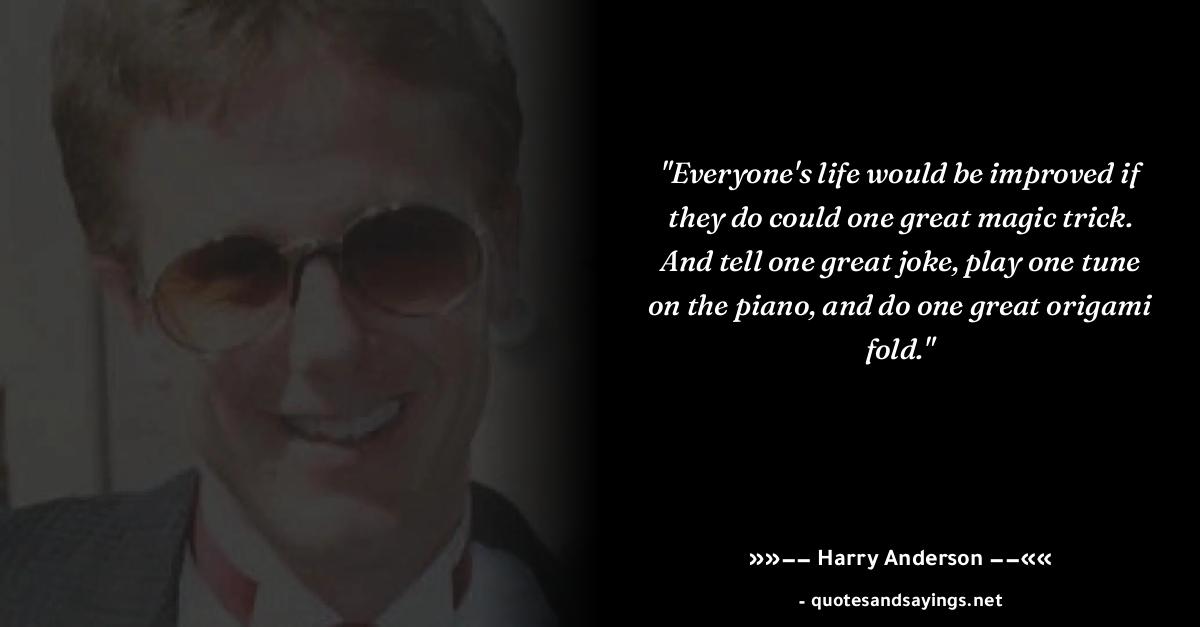 "Everyone's life would be improved if
they do could one great magic trick.
And tell one great joke, play one tune
on the piano, and do one great origami
fold."
»»−− Harry Anderson −−««
- quotesandsayings.net